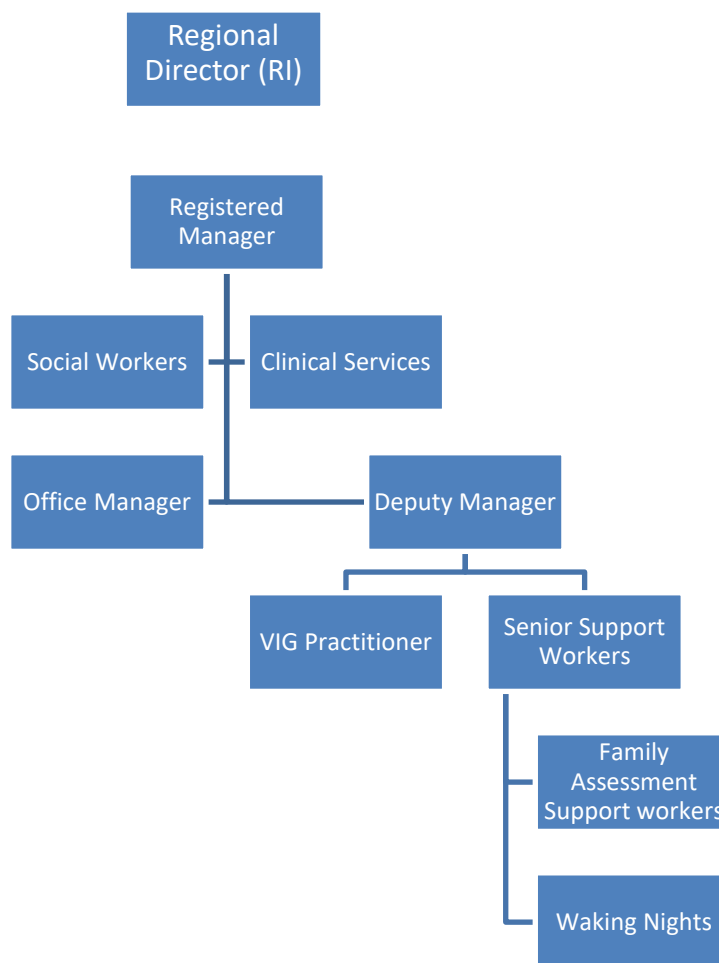 Regional
Director (RI)
Registered
Manager
Social Workers
Clinical Services
Office Manager
Deputy Manager
VIG Practitioner
Senior Support
Workers
Family
Assessment
Support workers
Waking Nights